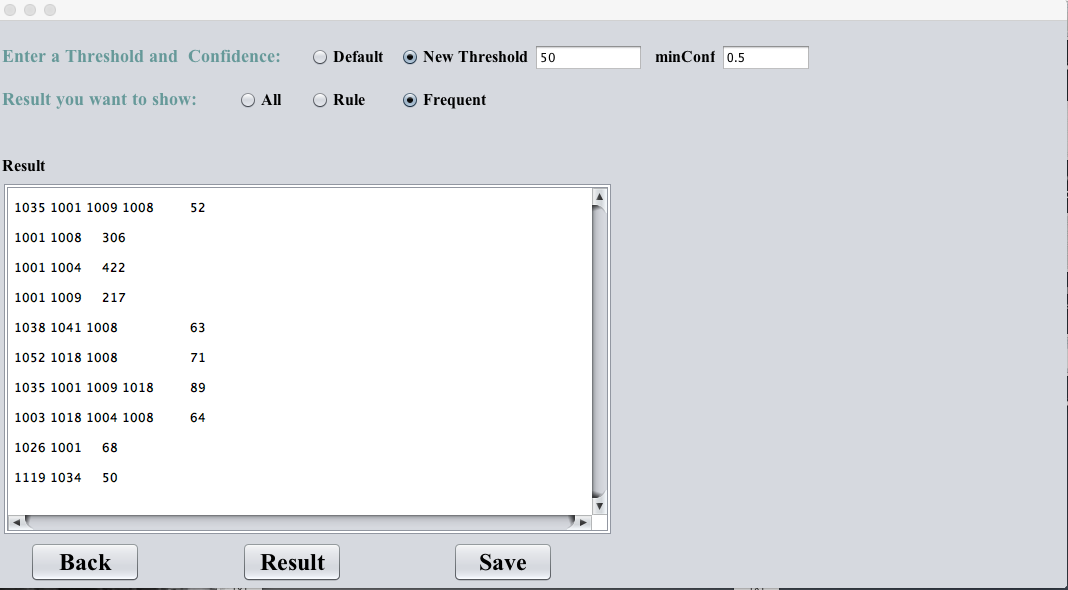 Enter a Threshold and Confidence: Default New Threshold 50 minConf 0.5
Result you want to show: All Rule Frequent
Result
1035 1001 1009 1008 52
1001 1008 306
1001 1004 422
1001 1009 217
1038 1041 1008 63
1052 1018 1008 71
1035 1001 1009 1018 89
1003 1018 1004 1008 64
1026 1001 68
1119 1034 50
Back Result Save